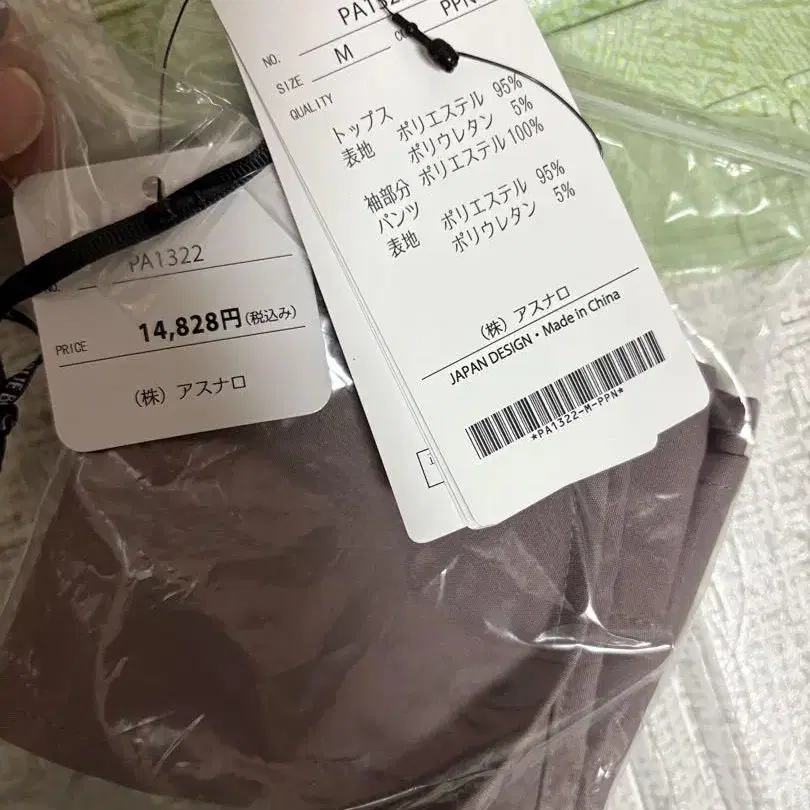 NO. PA1322 PPN
SIZE M
QUALITY
トップス
表地 ポリエステル 95%
ポリウレタン 5%
袖部分 ポリエステル100%
パンツ
表地 ポリエステル 95%
ポリウレタン 5%
(株) アスナロ
JAPAN DESIGN・Made in China
*PA1322-M-PPN*
NO. PA1322
PRICE 14,828円(税込み)
(株) アスナロ